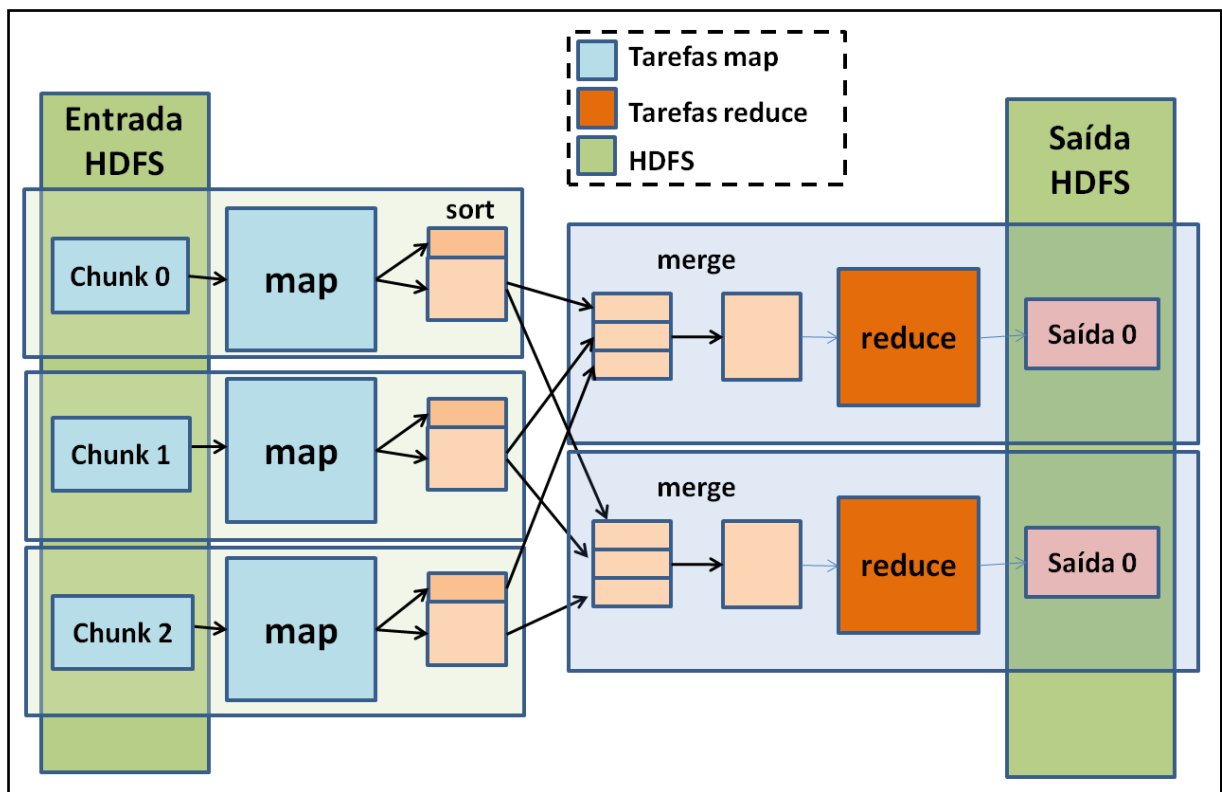 Tarefas map
Tarefas reduce
HDFS
Entrada
HDFS
Saída
HDFS
sort
Chunk 0
map
merge
reduce
Saída 0
Chunk 1
map
merge
reduce
Saída 0
Chunk 2
map